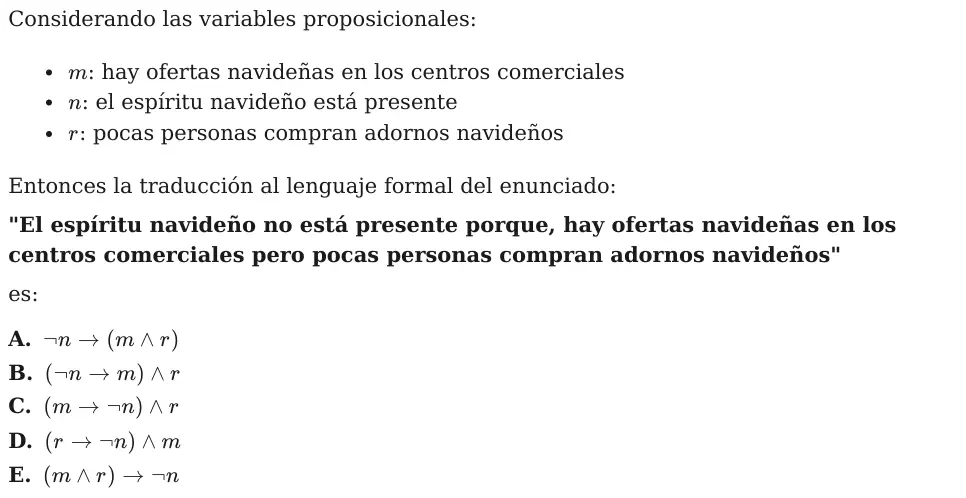 Considerando las variables proposicionales:
• m: hay ofertas navideñas en los centros comerciales
• n: el espíritu navideño está presente
• r: pocas personas compran adornos navideños
Entonces la traducción al lenguaje formal del enunciado:
"El espíritu navideño no está presente porque, hay ofertas navideñas en los
centros comerciales pero pocas personas compran adornos navideños"
es:
A. ¬n → (m ∧ r)
B. (¬n → m) ∧ r
C. (m → ¬n) ∧ r
D. (r → ¬n) ∧ m
E. (m ∧ r) → ¬n